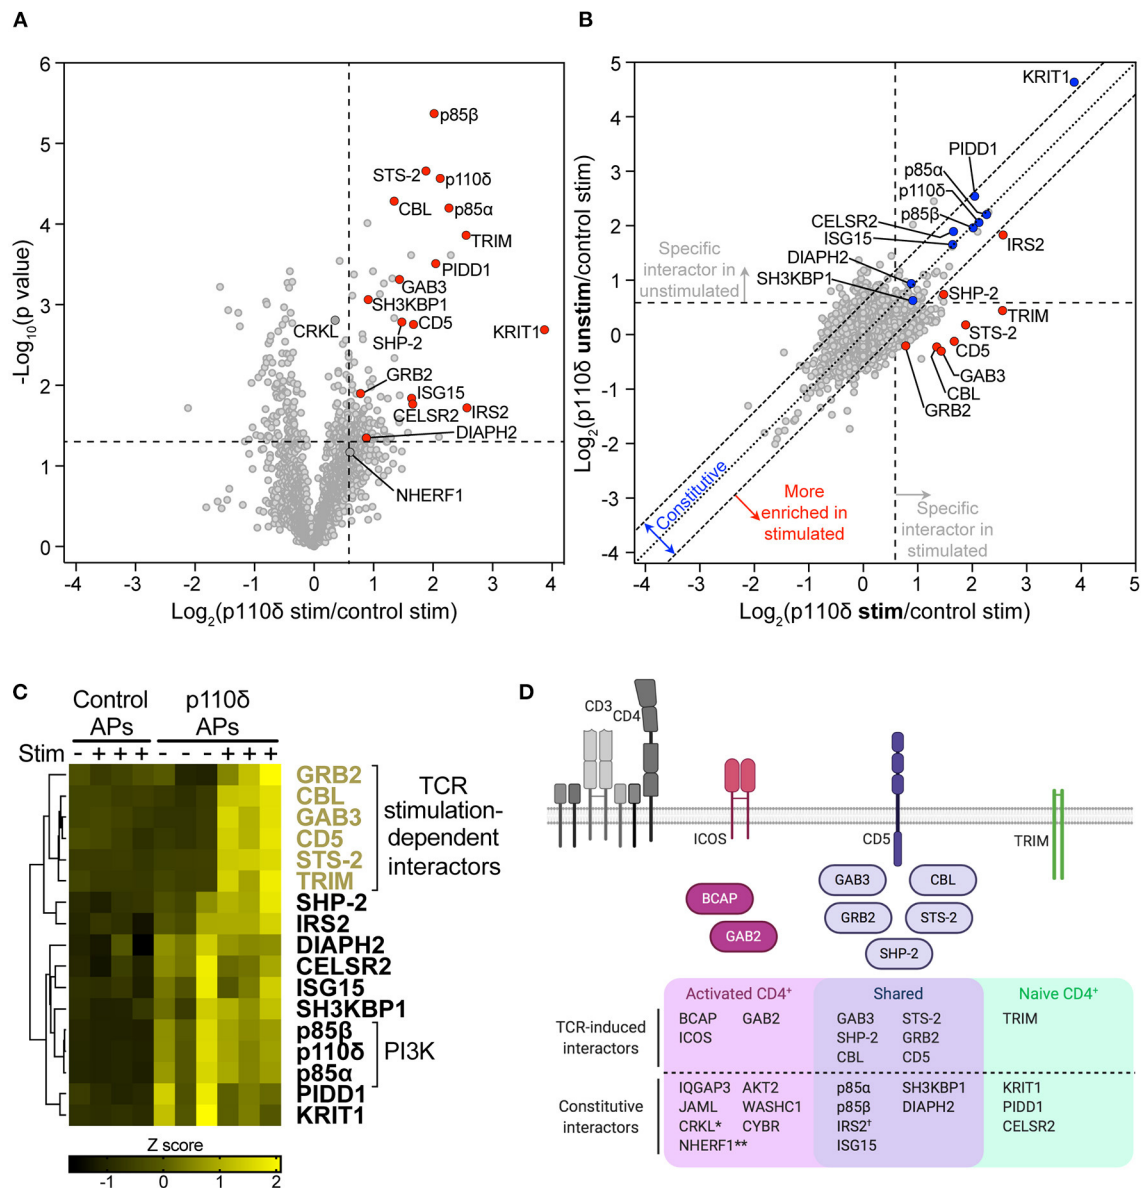 A
6
5
4
3
2
1
0
-Log10(p value)
p85β
STS-2
p110δ
CBL
p85α
TRIM
PIDD1
GAB3
SH3KBP1
CRKL
CD5
SHP-2
KRIT1
GRB2
ISG15
CELSR2
IRS2
DIAPH2
NHERF1
-4 -3 -2 -1 0 1 2 3 4
Log2(p110δ stim/control stim)
B
5
4
3
2
1
0
-1
-2
-3
-4
Log2(p110δ unstim/control stim)
KRIT1
PIDD1
p85α
p110δ
p85β
CELSR2
ISG15
IRS2
DIAPH2
SH3KBP1
Specific
interactor in
unstimulated
SHP-2
TRIM
STS-2
CD5
GAB3
CBL
GRB2
Constitutive
More
enriched in
stimulated
Specific
interactor in
stimulated
-4 -3 -2 -1 0 1 2 3 4 5
Log2(p110δ stim/control stim)
C
Control
APs
p110δ
APs
Stim - + + + - - - + + +
GRB2
CBL
GAB3
CD5
STS-2
TRIM
SHP-2
IRS2
DIAPH2
CELSR2
ISG15
SH3KBP1
p85β
p110δ
p85α
PIDD1
KRIT1
TCR
stimulation-
dependent
interactors
PI3K
Z score
-1 0 1 2
D
CD3
CD4
ICOS
CD5
TRIM
BCAP
GAB2
GAB3
CBL
GRB2
STS-2
SHP-2
Activated CD4+
Shared
Naive CD4+
TCR-induced
interactors
BCAP GAB2
ICOS
GAB3 STS-2
SHP-2 GRB2
CBL CD5
TRIM
Constitutive
interactors
IQGAP3 AKT2
JAML WASHC1
CRKL* CYBR
NHERF1**
p85α SH3KBP1
p85β DIAPH2
IRS2†
ISG15
KRIT1
PIDD1
CELSR2